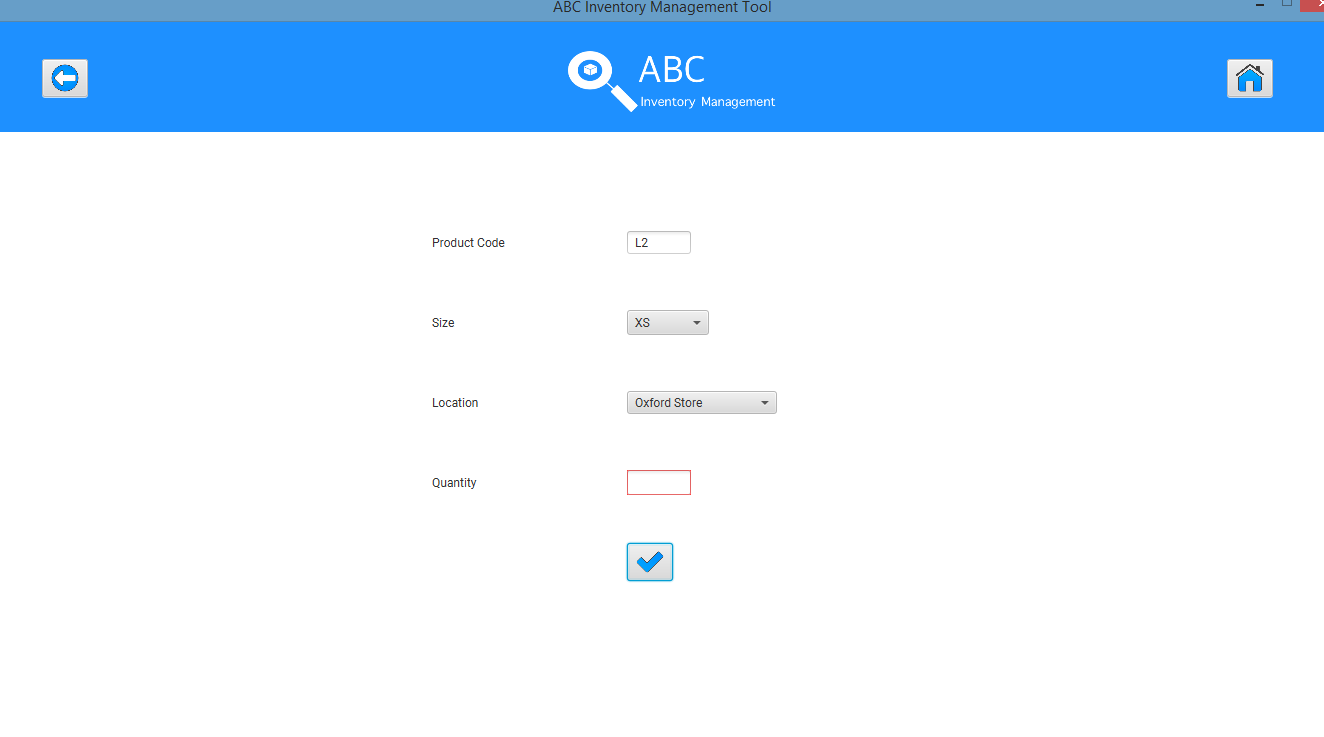 ABC Inventory Management Tool
ABC
Inventory Management
Product Code L2
Size XS
Location Oxford Store
Quantity